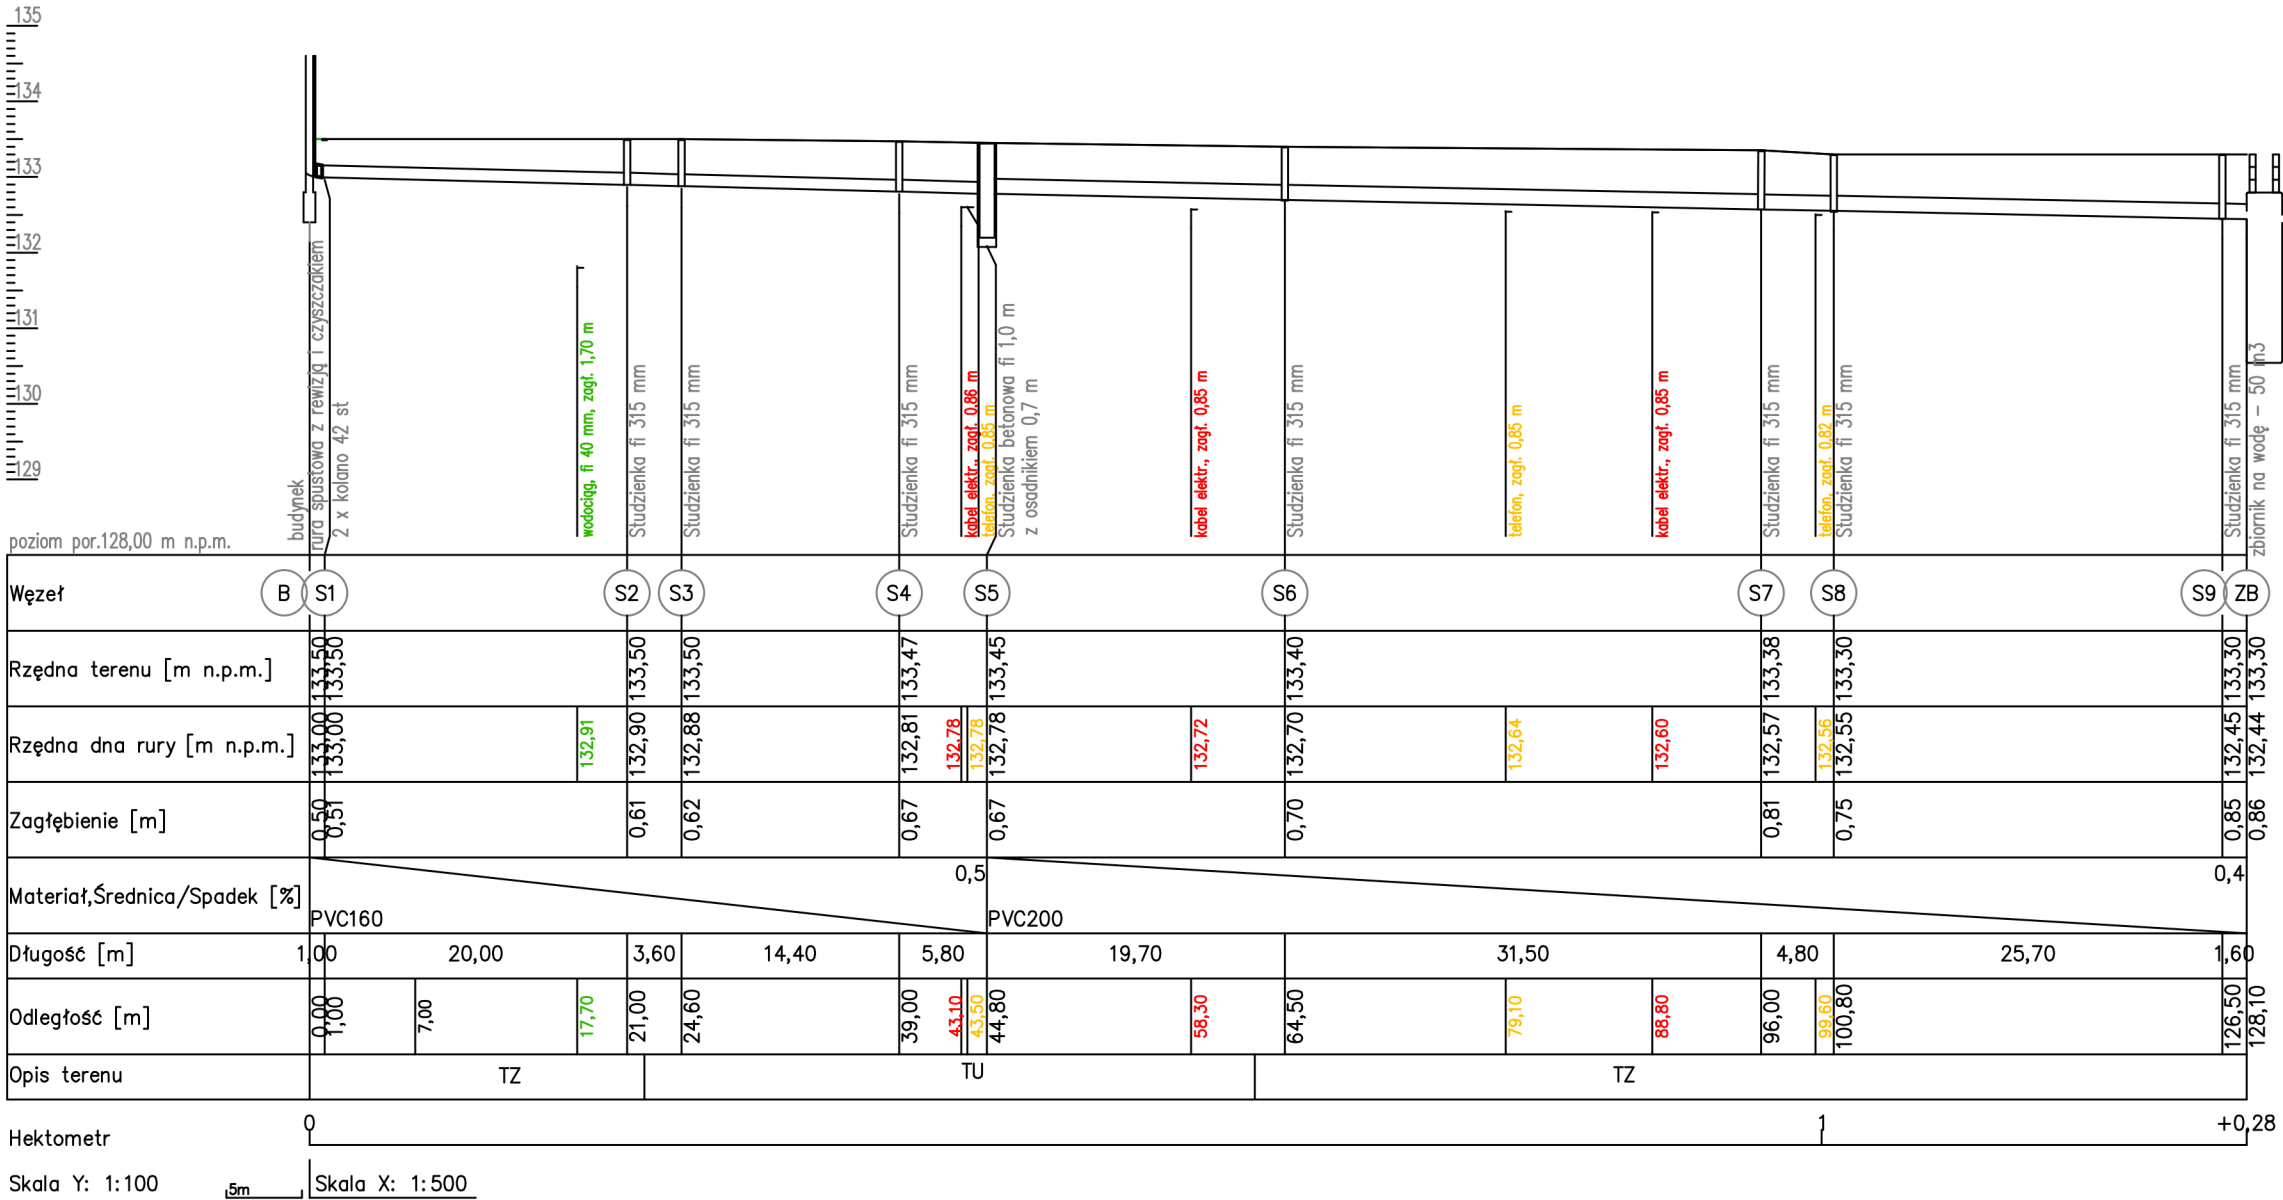 135
134
133
132
131
130
129
poziom por.128,00 m n.p.m.
budynek
rura spustowa z rewizją i czyszczakiem
2 x kolano 42 st
wodociąg, fi 40 mm, zagł. 1,70 m
Studzienka fi 315 mm
Studzienka fi 315 mm
Studzienka fi 315 mm
kabel elektr., zagł. 0,86 m
telefon, zagł. 0,85 m
Studzienka betonowa fi 1,0 m
z osadnikiem 0,7 m
kabel elektr., zagł. 0,85 m
Studzienka fi 315 mm
telefon, zagł. 0,85 m
kabel elektr., zagł. 0,85 m
Studzienka fi 315 mm
telefon, zagł. 0,82 m
Studzienka fi 315 mm
Studzienka fi 315 mm
zbiornik na wodę – 50 m3
Węzeł B S1 S2 S3 S4 S5 S6 S7 S8 S9 ZB
Rzędna terenu [m n.p.m.] 133,50 133,50 133,50 133,50 133,47 133,45 133,40 133,38 133,30 133,30 133,30
Rzędna dna rury [m n.p.m.] 133,00 133,00 132,91 132,90 132,88 132,81 132,78 132,78 132,78 132,72 132,70 132,64 132,60 132,57 132,56 132,55 132,45 132,44
Zagłębienie [m] 0,50 0,51 0,61 0,62 0,67 0,67 0,70 0,81 0,75 0,85 0,86
0,5 0,4
Materiał,Średnica/Spadek [%]
PVC160 PVC200
Długość [m] 1,00 20,00 3,60 14,40 5,80 19,70 31,50 4,80 25,70 1,60
Odległość [m] 0,00 1,00 7,00 17,70 21,00 24,60 39,00 43,10 43,50 44,80 58,30 64,50 79,10 88,80 96,00 99,60 100,80 126,50 128,10
Opis terenu TZ TU TZ
Hektometr 0 1 +0,28
Skala Y: 1:100 5m Skala X: 1:500